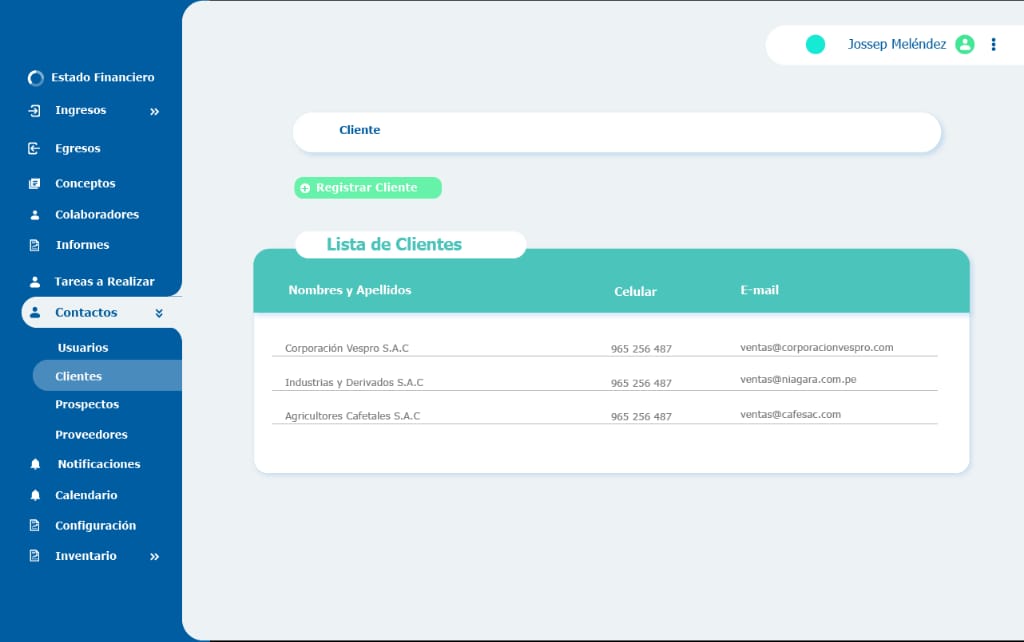 Jossep Meléndez
Estado Financiero
Ingresos
Egresos
Conceptos
Colaboradores
Informes
Tareas a Realizar
Contactos
Usuarios
Clientes
Prospectos
Proveedores
Notificaciones
Calendario
Configuración
Inventario
Cliente
Registrar Cliente
Lista de Clientes
Nombres y Apellidos Celular E-mail
Corporación Vespro S.A.C 965 256 487 ventas@corporacionvespro.com
Industrias y Derivados S.A.C 965 256 487 ventas@niagara.com.pe
Agricultores Cafetales S.A.C 965 256 487 ventas@cafesac.com